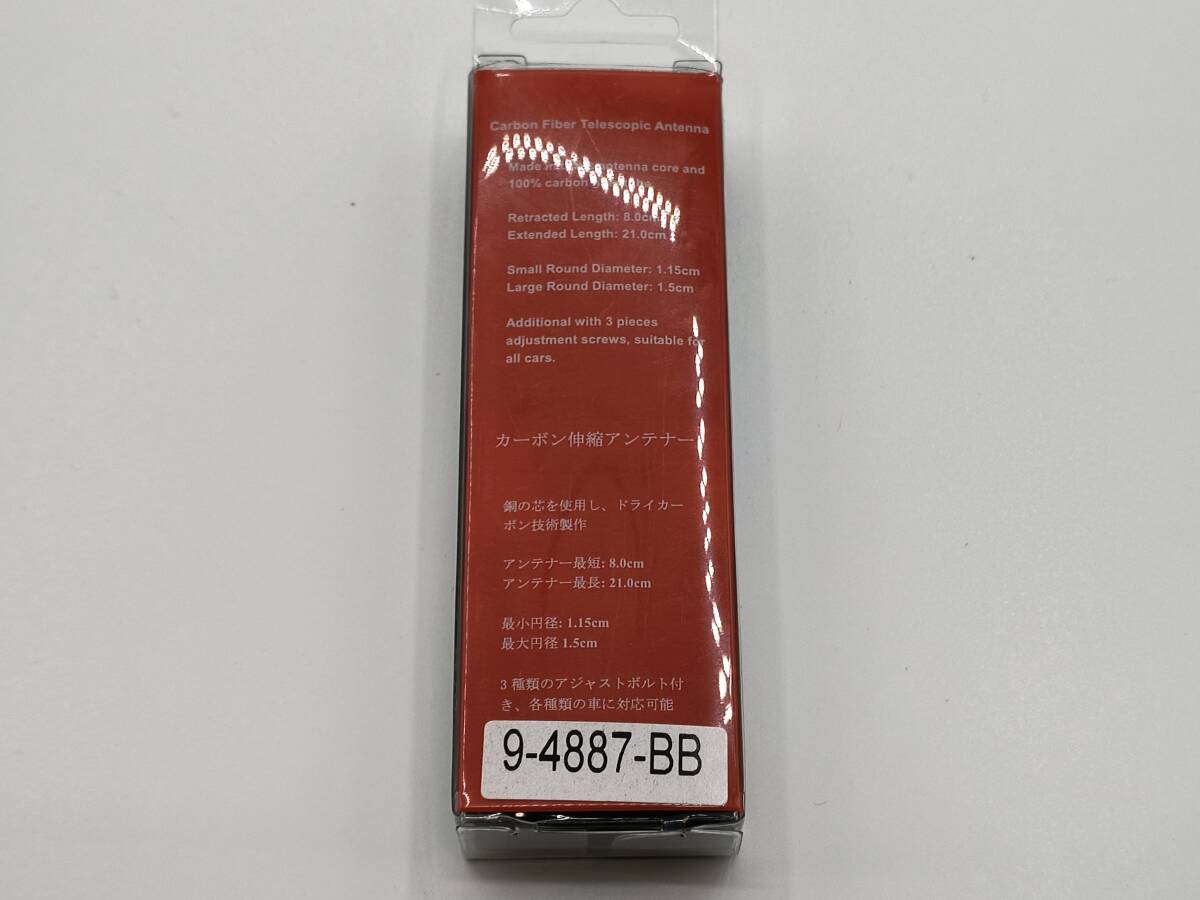 Carbon Fiber Telescopic Antenna
Made antenna core and
100% carbon
Retracted Length: 8.0cm
Extended Length: 21.0cm
Small Round Diameter: 1.15cm
Large Round Diameter: 1.5cm
Additional with 3 pieces
adjustment screws, suitable for
all cars.
カーボン伸縮アンテナー
銅の芯を使用し、ドライカー
ボン技術製作
アンテナー最短: 8.0cm
アンテナー最長: 21.0cm
最小円径: 1.15cm
最大円径 1.5cm
3 種類のアジャストボルト付
き、各種類の車に対応可能
9-4887-BB